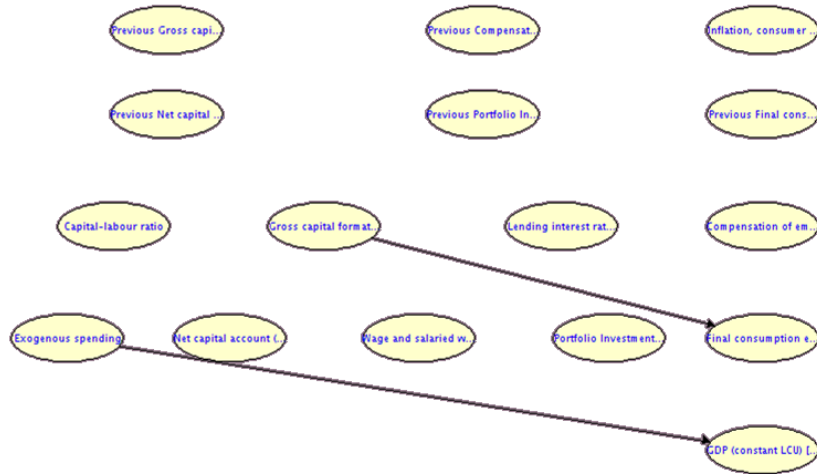 Previous Gross capi...
Previous Compensat...
Inflation, consumer ...
Previous Net capital ...
Previous Portfolio In...
Previous Final cons...
Capital-labour ratio
Gross capital format...
Lending interest rat...
Compensation of em...
Exogenous spending
Net capital account (...
Wage and salaried w...
Portfolio Investment...
Final consumption e...
GDP (constant LCU) [...